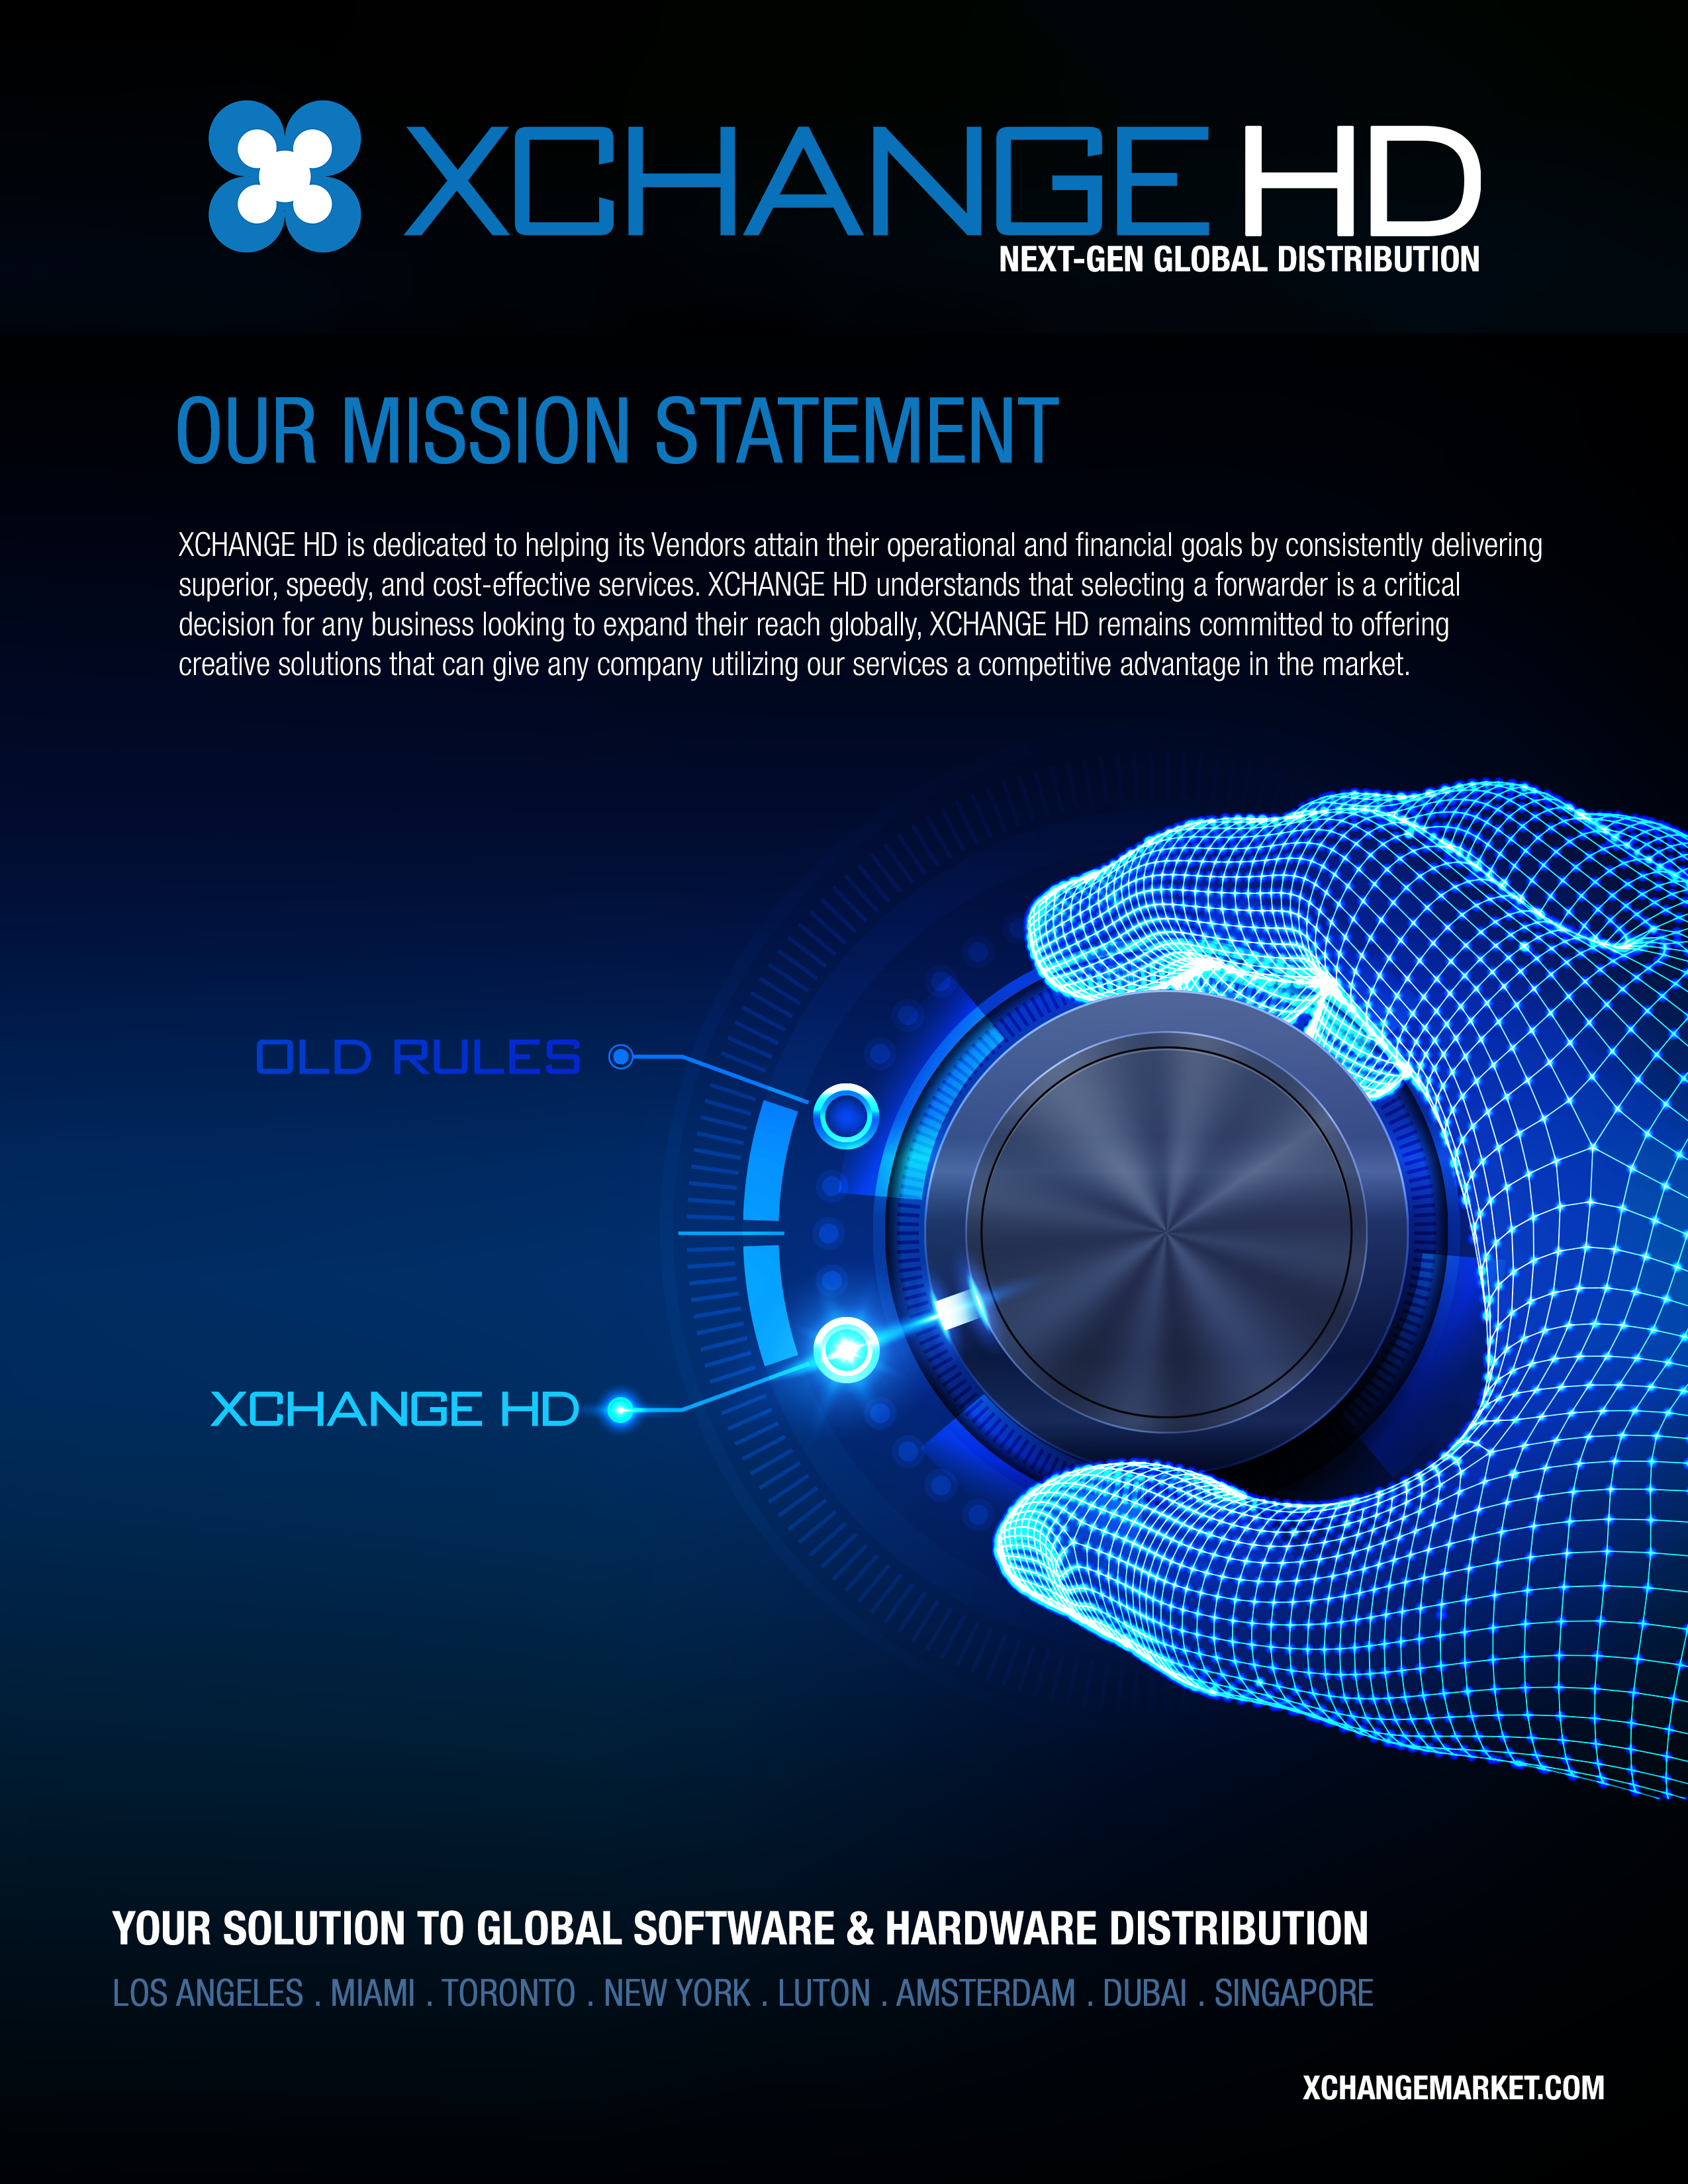 XCHANGE HD
NEXT-GEN GLOBAL DISTRIBUTION
OUR MISSION STATEMENT
XCHANGE HD is dedicated to helping its Vendors attain their operational and financial goals by consistently delivering
superior, speedy, and cost-effective services. XCHANGE HD understands that selecting a forwarder is a critical
decision for any business looking to expand their reach globally, XCHANGE HD remains committed to offering
creative solutions that can give any company utilizing our services a competitive advantage in the market.
OLD RULES
XCHANGE HD
YOUR SOLUTION TO GLOBAL SOFTWARE & HARDWARE DISTRIBUTION
LOS ANGELES . MIAMI . TORONTO . NEW YORK . LUTON . AMSTERDAM . DUBAI . SINGAPORE
XCHANGEMARKET.COM